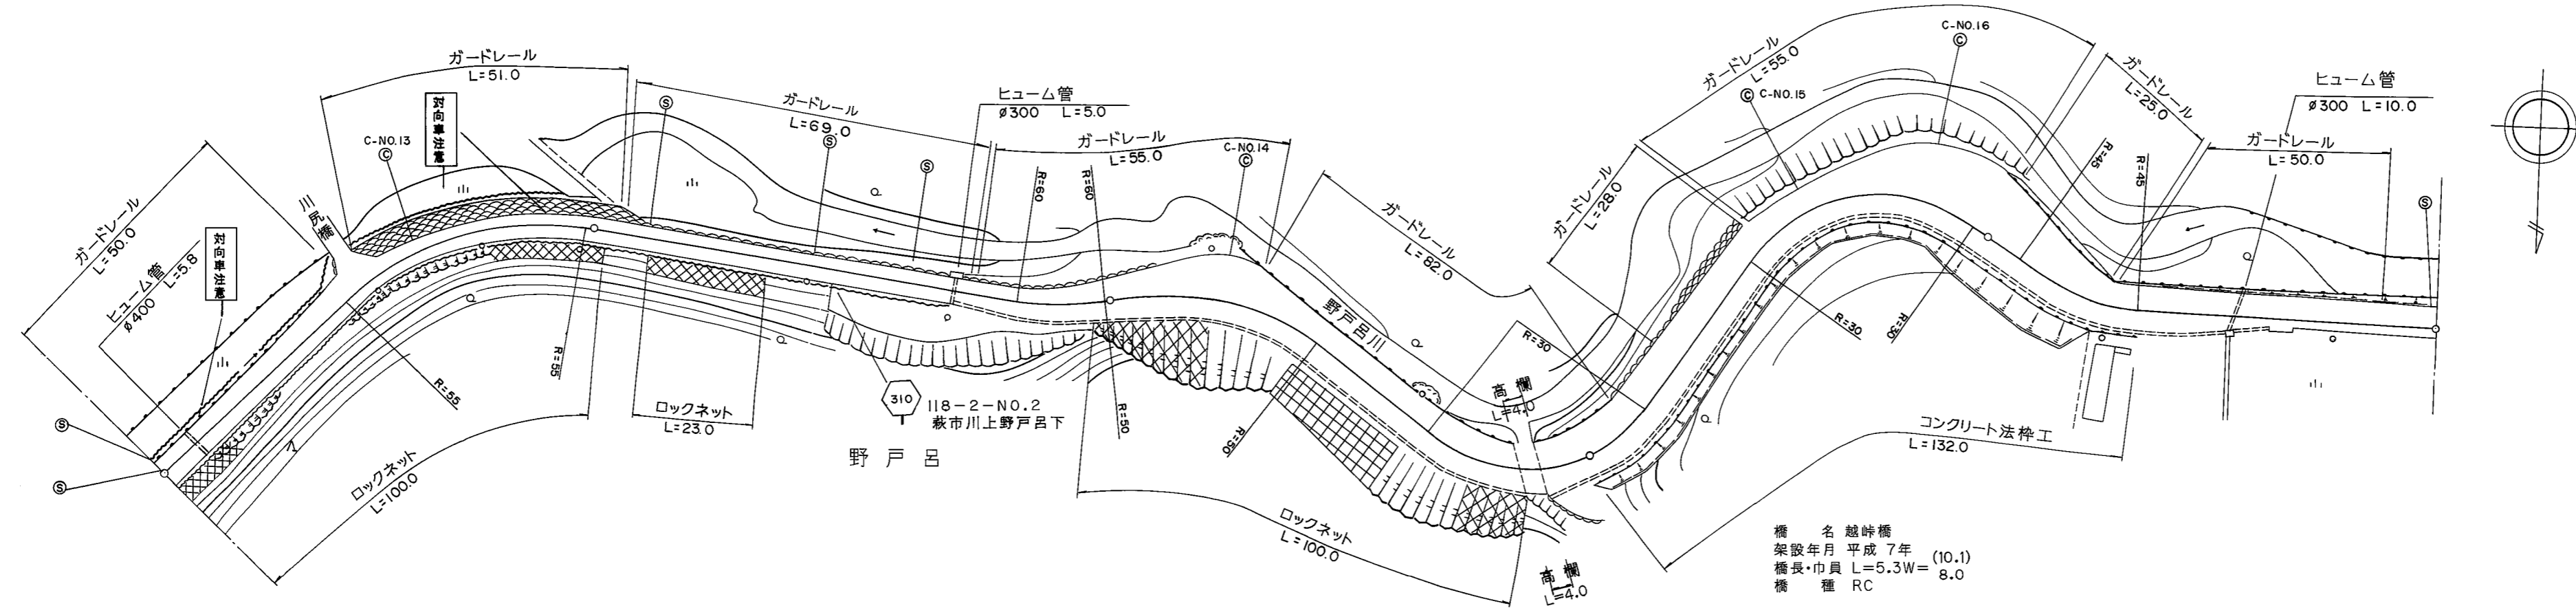 ガードレール
L=50.0
ヒューム管
φ400 L=5.8
対向車注意
川尻橋
Ⓢ
Ⓢ
ガードレール
L=51.0
C-NO.13
Ⓒ
対向車注意
R=55
R=55
ロックネット
L=100.0
ガードレール
L=69.0
Ⓢ
Ⓢ
Ⓢ
ロックネット
L=23.0
310
118-2-NO.2
萩市川上野戸呂下
野戸呂
ヒューム管
φ300 L=5.0
ガードレール
L=55.0
R=60
R=60
C-NO.14
Ⓒ
R=50
R=50
ガードレール
L=82.0
野戸呂川
ロックネット
L=100.0
高欄
L=4.0
高欄
L=4.0
R=30
ガードレール
L=28.0
ガードレール
L=55.0
Ⓒ C-NO.15
C-NO.16
Ⓒ
R=30
R=30
ガードレール
L=25.0
R=45
R=45
コンクリート法枠工
L=132.0
ヒューム管
φ300 L=10.0
ガードレール
L=50.0
Ⓢ
橋 名 越峠橋
架設年月 平成 7年
橋長・巾員 L=5.3W=(10.1)
8.0
橋 種 RC